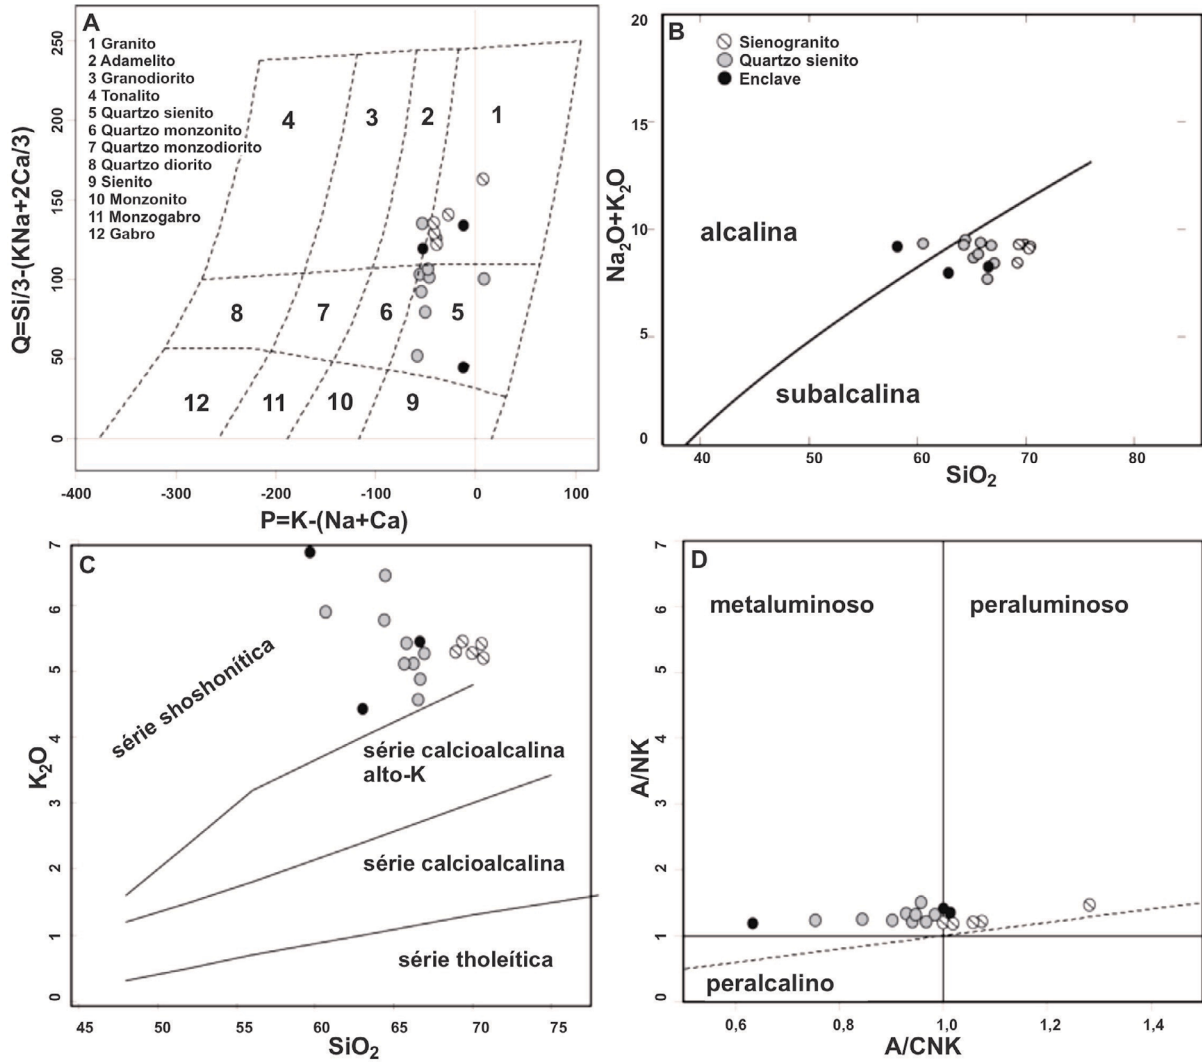 A
1 Granito
2 Adamelito
3 Granodiorito
4 Tonalito
5 Quartzo sienito
6 Quartzo monzonito
7 Quartzo monzodiorito
8 Quartzo diorito
9 Sienito
10 Monzonito
11 Monzogabro
12 Gabro
4 3 2 1
8 7 6 5
12 11 10 9
250
200
150
100
50
0
Q=Si/3-(KNa+2Ca/3)
-400 -300 -200 -100 0 100
P=K-(Na+Ca)
B
Sienogranito
Quartzo sienito
Enclave
alcalina
subalcalina
20
15
10
5
0
Na2O+K2O
40 50 60 70 80
SiO2
C
série shoshonítica
série calcioalcalina
alto-K
série calcioalcalina
série tholeítica
7
6
5
4
3
2
1
0
K2O
45 50 55 60 65 70 75
SiO2
D
metaluminoso peraluminoso
peralcalino
7
6
5
4
3
2
1
0
A/NK
0,6 0,8 1,0 1,2 1,4
A/CNK